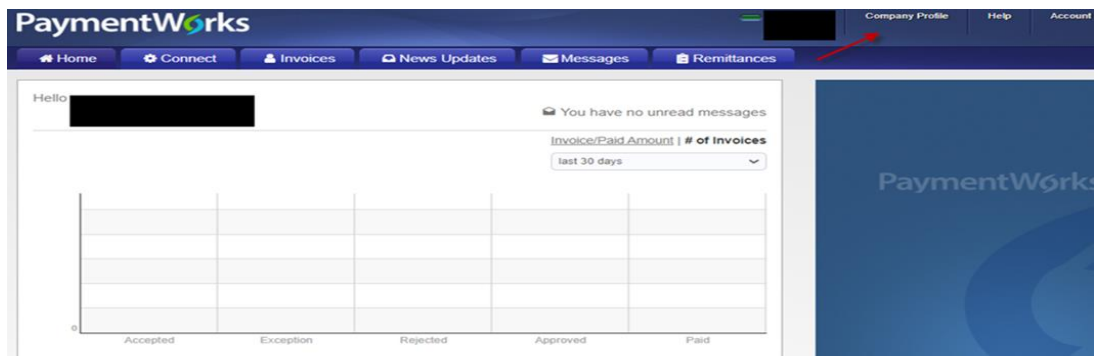 PaymentWorks
Company Profile Help Account
Home Connect Invoices News Updates Messages Remittances
Hello
You have no unread messages
Invoice/Paid Amount | # of Invoices
last 30 days
PaymentWorks
0
Accepted Exception Rejected Approved Paid